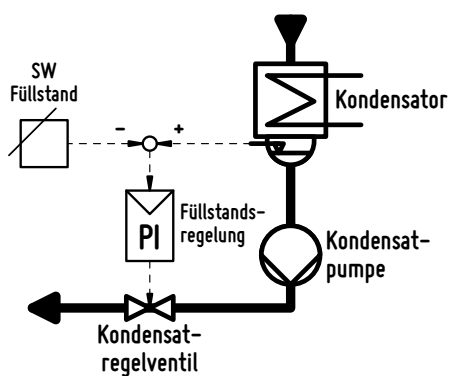 SW
Füllstand
Kondensator
-
+
Füllstands-
regelung
PI
Kondensat-
pumpe
Kondensat-
regelventil